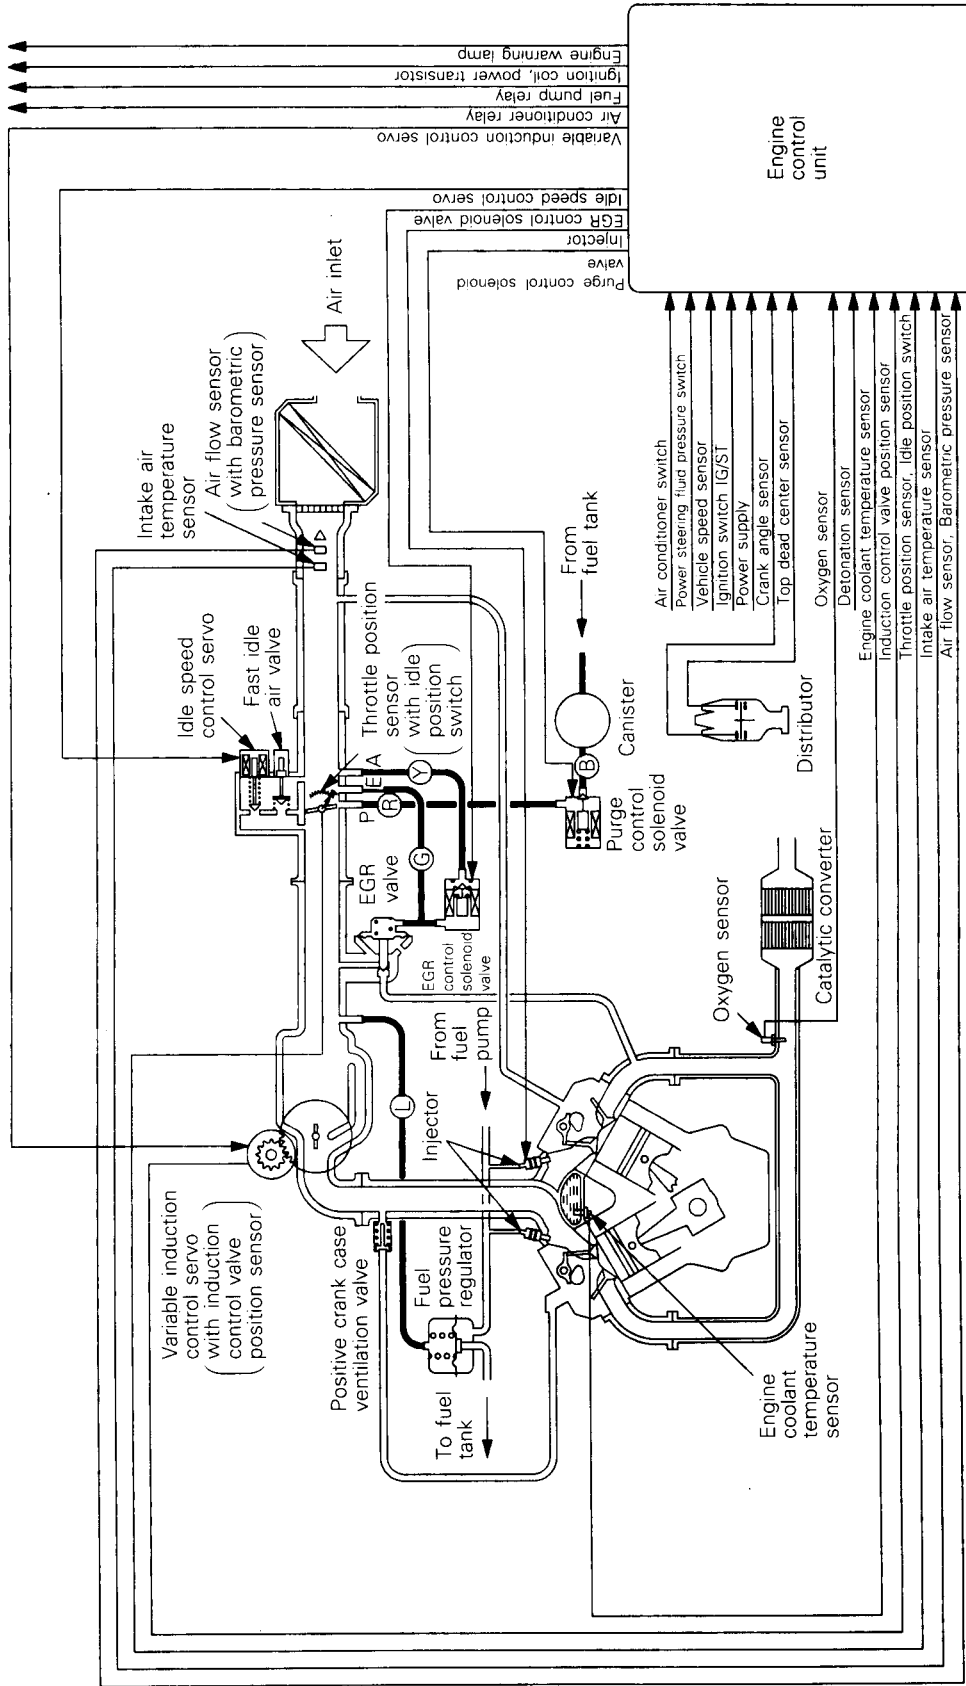 Engine warning lamp
Ignition coil, power transistor
Fuel pump relay
Air conditioner relay
Variable induction control servo
Idle speed control servo
EGR control solenoid valve
Injector
Purge control solenoid
valve
Engine
control
unit
Air conditioner switch
Power steering fluid pressure switch
Vehicle speed sensor
Ignition switch IG/ST
Power supply
Crank angle sensor
Top dead center sensor
Oxygen sensor
Detonation sensor
Engine coolant temperature sensor
Induction control valve position sensor
Throttle position sensor, Idle position switch
Intake air temperature sensor
Air flow sensor, Barometric pressure sensor
Air inlet
Air flow sensor
(with barometric
pressure sensor)
Intake air
temperature
sensor
Idle speed
control servo
Fast idle
air valve
Throttle position
sensor
(with idle
position
switch)
P
E
A
R
Y
G
B
L
EGR
valve
EGR
control
solenoid
valve
From
fuel tank
Canister
Purge
control
solenoid
valve
Distributor
Oxygen sensor
Catalytic converter
From
fuel
pump
Injector
Variable induction
control servo
(with induction
control valve
position sensor)
Positive crank case
ventilation valve
Fuel
pressure
regulator
To fuel
tank
Engine
coolant
temperature
sensor